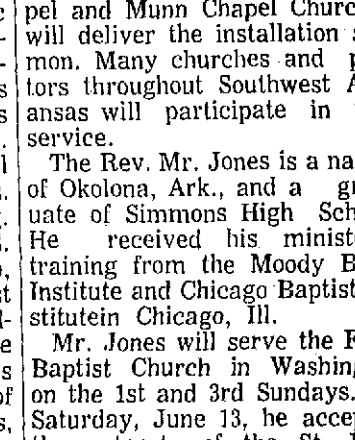 pel and Munn Chapel Churc
will deliver the installation
mon. Many churches and
tors throughout Southwest A
ansas will participate in
service.
The Rev. Mr. Jones is a na
of Okolona, Ark., and a gr
uate of Simmons High Sch
He received his minist
training from the Moody B
Institute and Chicago Baptist
stitutein Chicago, Ill.
Mr. Jones will serve the F
Baptist Church in Washing
on the 1st and 3rd Sundays.
Saturday, June 13, he accep